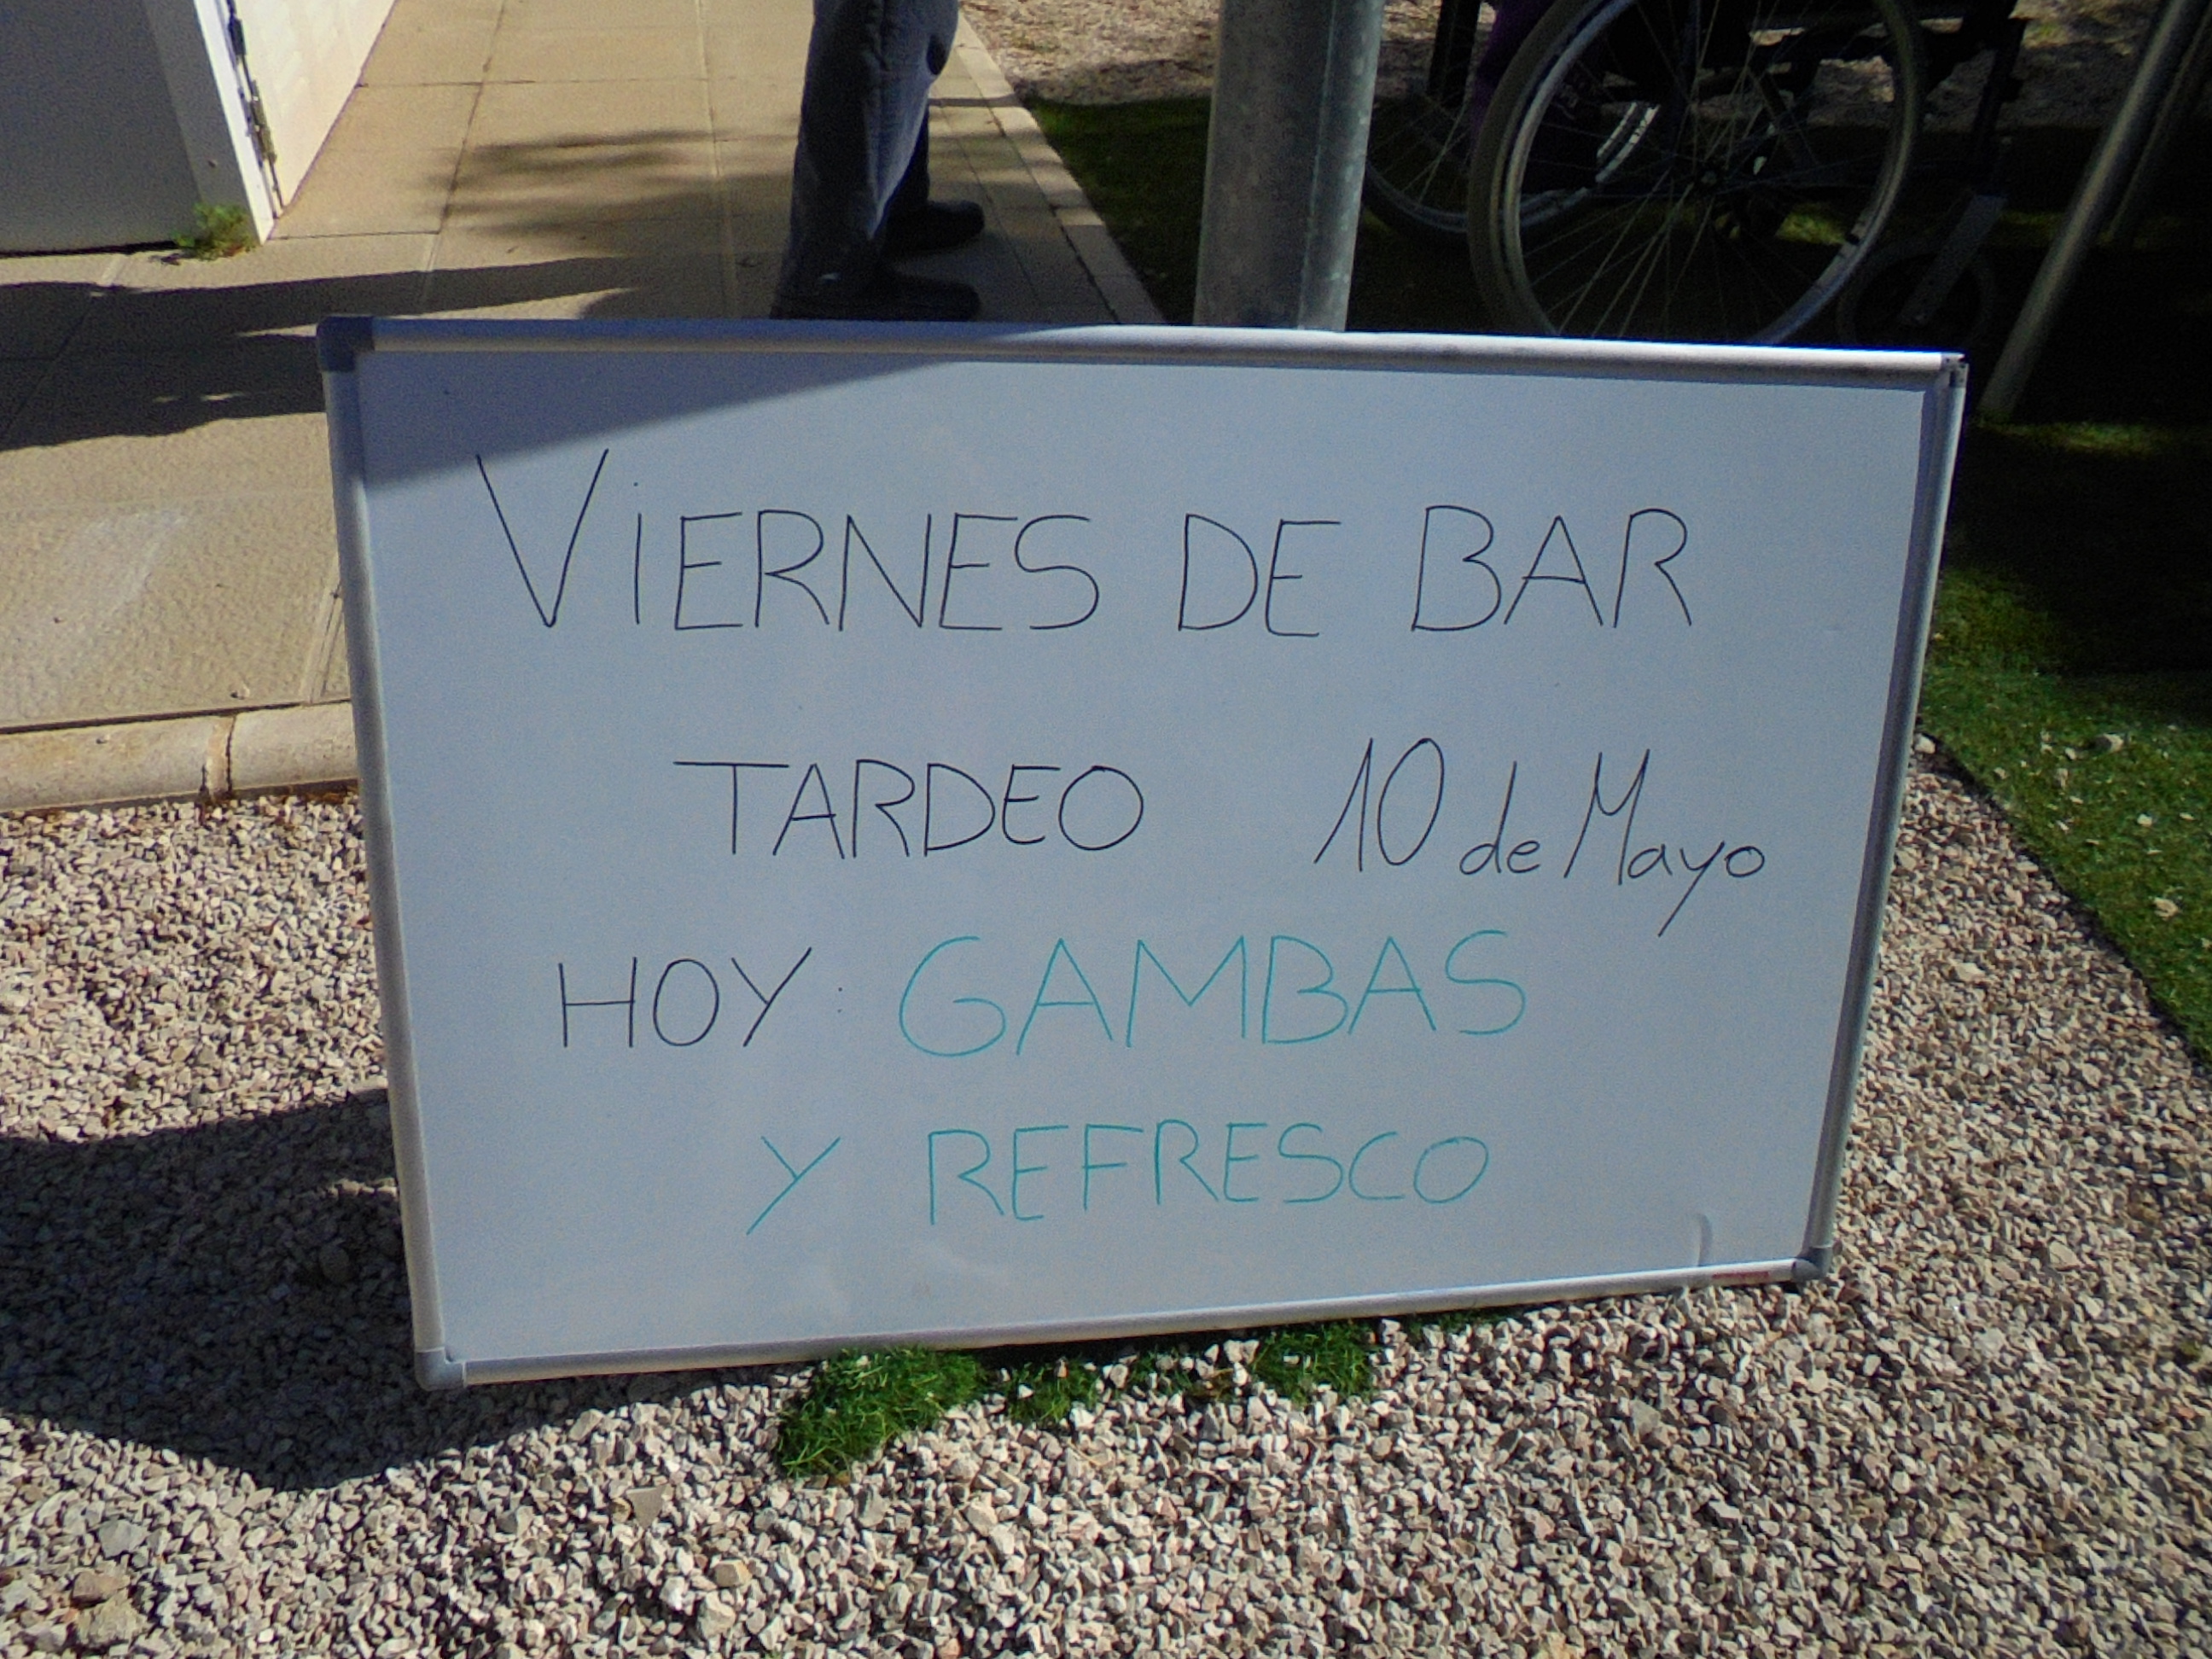 VIERNES DE BAR
TARDEO 10 de Mayo
HOY: GAMBAS
Y REFRESCO